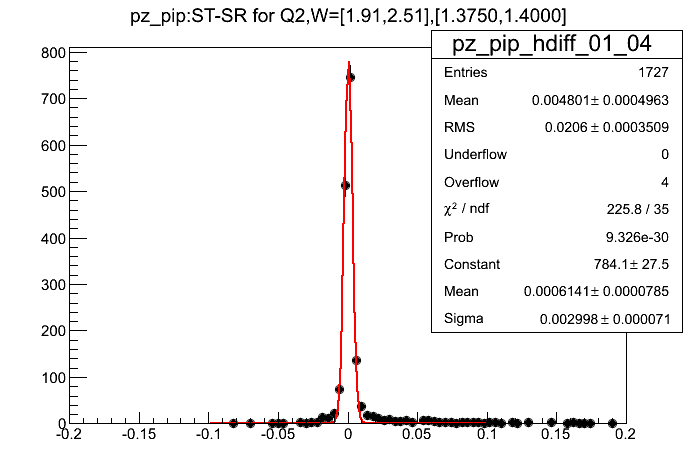 pz_pip:ST-SR for Q2,W=[1.91,2.51],[1.3750,1.4000]
pz_pip_hdiff_01_04
Entries 1727
Mean 0.004801± 0.0004963
RMS 0.0206 ± 0.0003509
Underflow 0
Overflow 4
χ² / ndf 225.8 / 35
Prob 9.326e-30
Constant 784.1± 27.5
Mean 0.0006141± 0.0000785
Sigma 0.002998 ± 0.000071
800
700
600
500
400
300
200
100
0
-0.2 -0.15 -0.1 -0.05 0 0.05 0.1 0.15 0.2